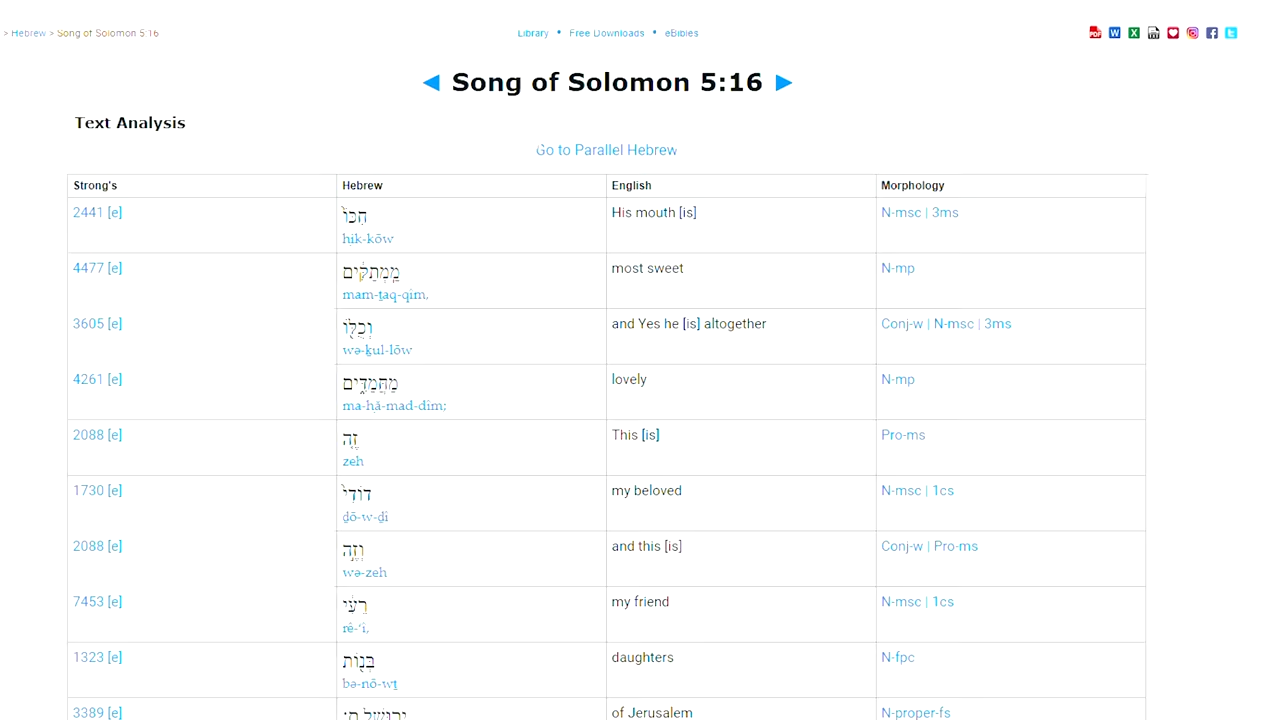 > Hebrew > Song of Solomon 5:16
Library • Free Downloads • eBibles
◄ Song of Solomon 5:16 ►
Text Analysis
Go to Parallel Hebrew
Strong's Hebrew English Morphology
2441 [e] חִכּוֹ֙ His mouth [is] N-msc | 3ms
ḥik-kōw
4477 [e] מַֽמְתַקִּ֔ים most sweet N-mp
mam-ṯaq-qîm,
3605 [e] וְכֻלּ֖וֹ and Yes he [is] altogether Conj-w | N-msc | 3ms
wə-ḵul-lōw
4261 [e] מַחֲּמַדִּ֑ים lovely N-mp
ma-ḥă-mad-dîm;
2088 [e] זֶ֤ה This [is] Pro-ms
zeh
1730 [e] דוֹדִי֙ my beloved N-msc | 1cs
ḏō-w-ḏî
2088 [e] וְזֶ֣ה and this [is] Conj-w | Pro-ms
wə-zeh
7453 [e] רֵעִ֔י my friend N-msc | 1cs
rê-‘î,
1323 [e] בְּנ֖וֹת daughters N-fpc
bə-nō-wṯ
3389 [e] of Jerusalem N-proper-fs